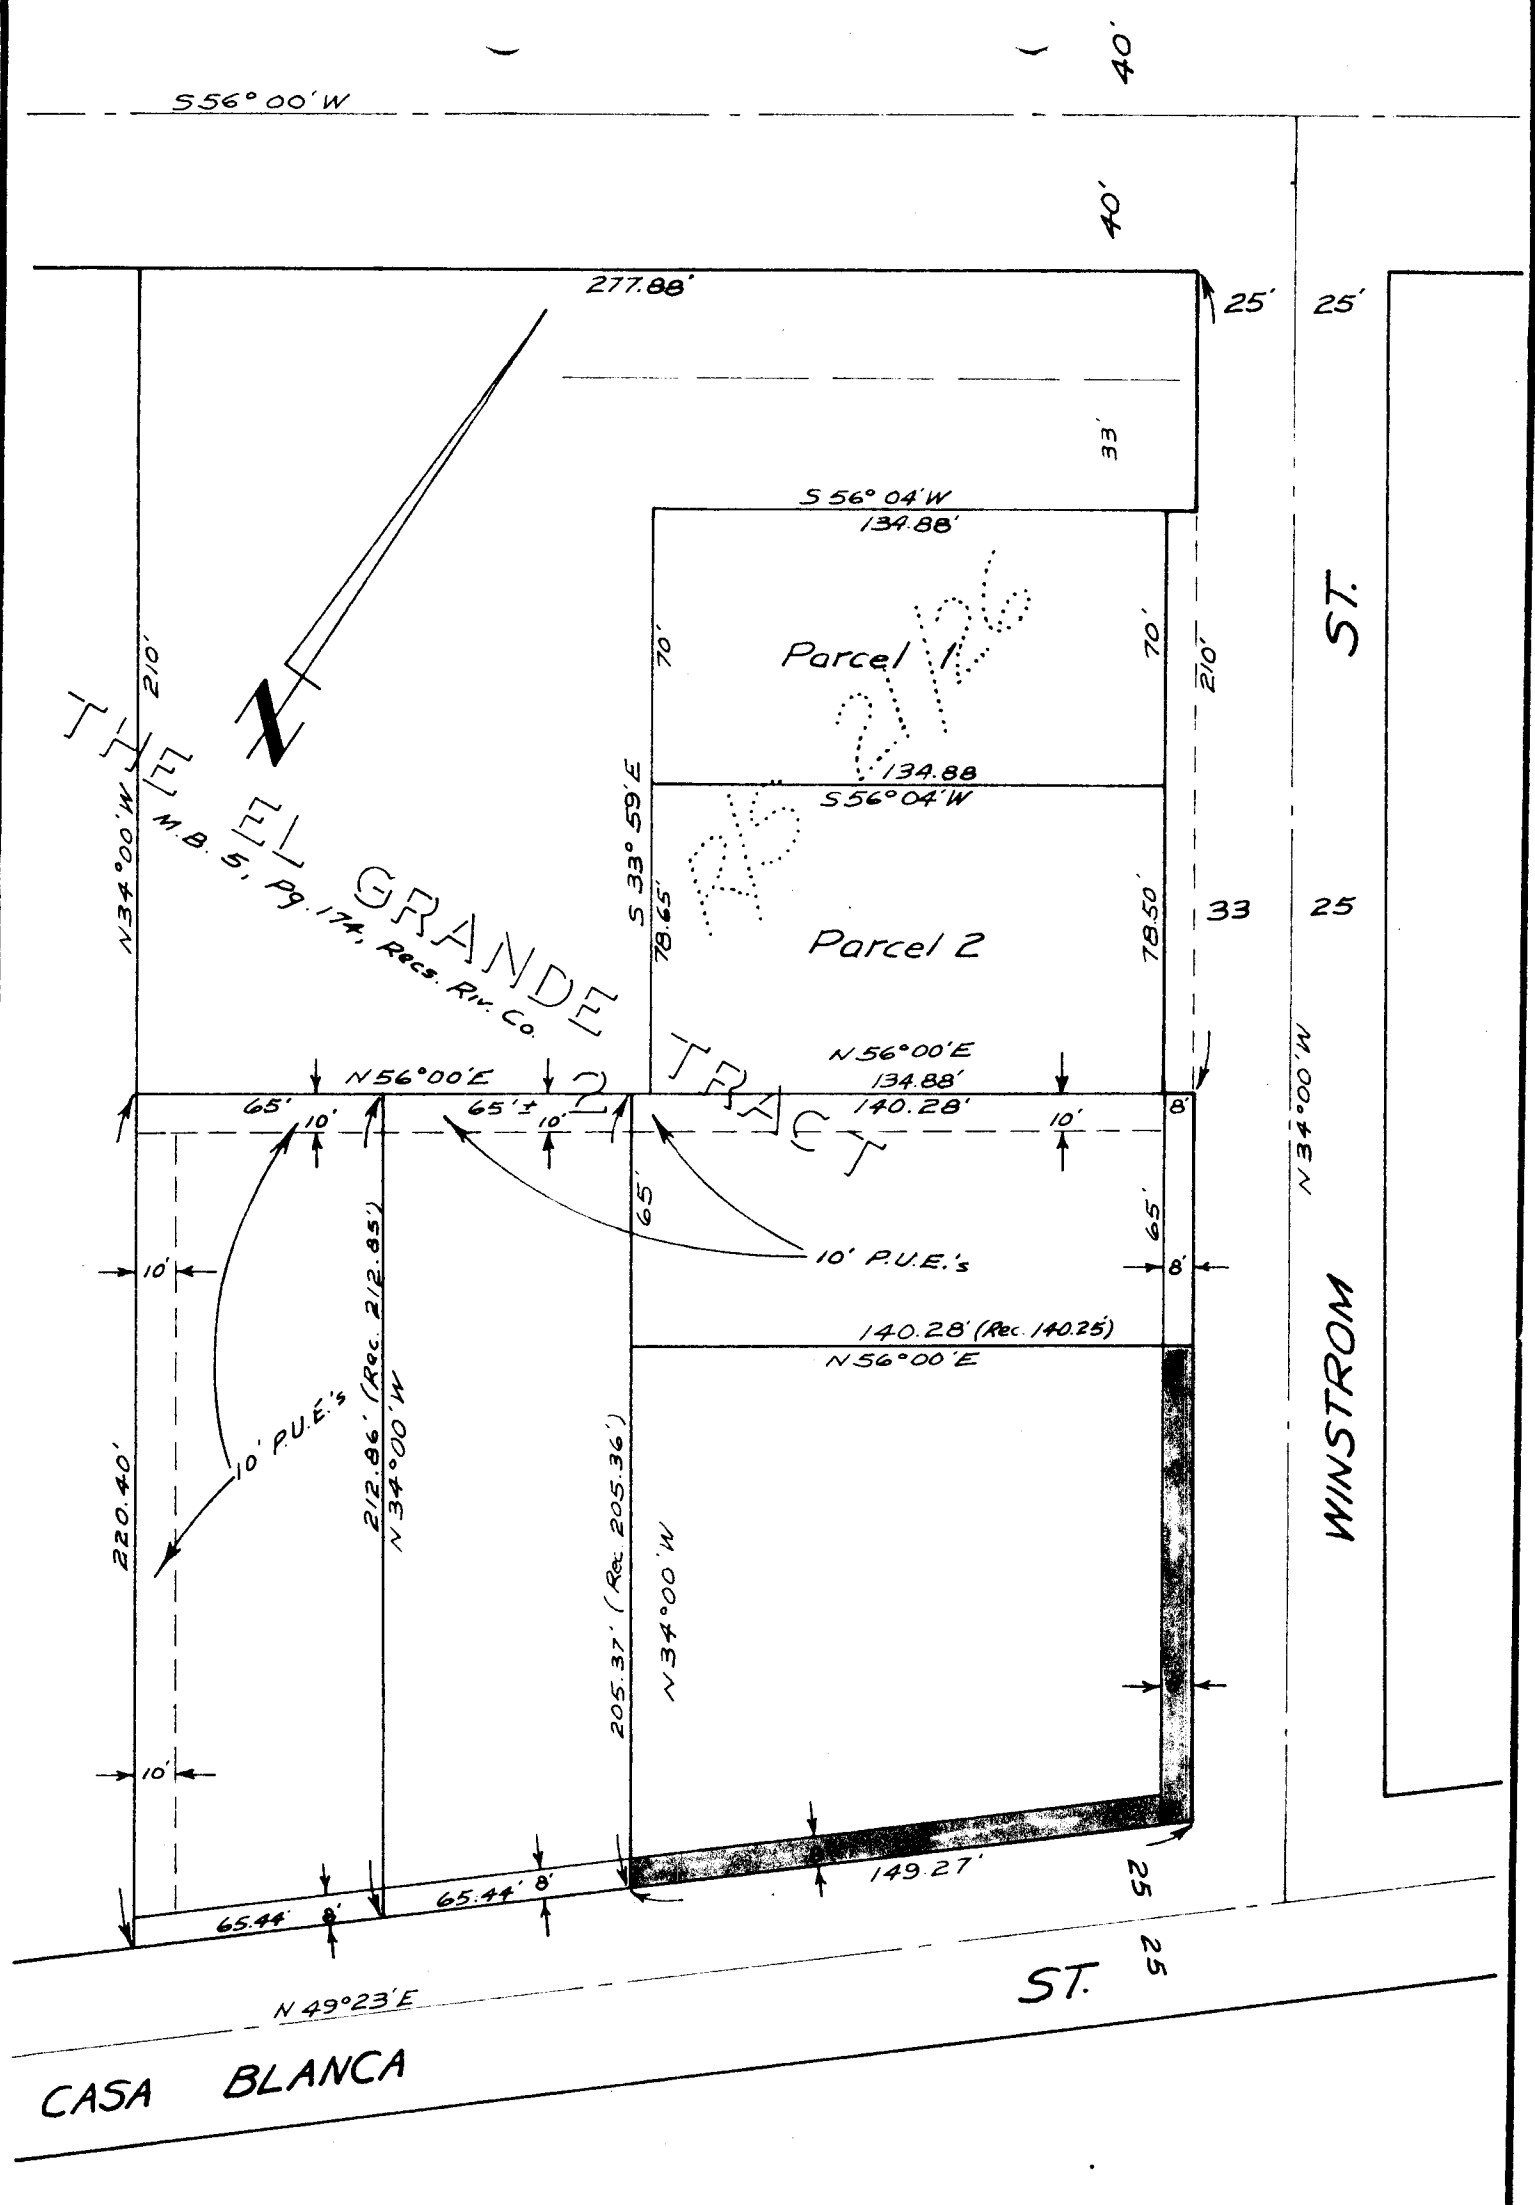 40'
S 56° 00' W
40'
277.88'
25' 25'
33'
S 56° 04' W
134.88'
ST.
70'
Parcel 1
70'
210'
210'
R/S 21/26
N
134.88
S 56° 04' W
THE EL GRANDE TRACT
M.B. 5, Pg. 174, Recs. Riv. Co.
N 34° 00' W
S 33° 59' E
78.65'
78.50'
33 25
Parcel 2
N 56° 00' E
134.88'
N 56° 00' E
2
65'
10'
65'±
10'
140.28'
10'
8'
N 34° 00' W
65'
65'
10'
10' P.U.E.'s
8'
212.86' (Rec. 212.85')
N 34° 00' W
140.28' (Rec. 140.25')
N 56° 00' E
WINSTROM
10' P.U.E.'s
220.40'
205.37' (Rec. 205.36')
N 34° 00' W
10'
8
149.27'
65.44' 8'
65.44' 8'
25
25
ST.
N 49° 23' E
CASA BLANCA